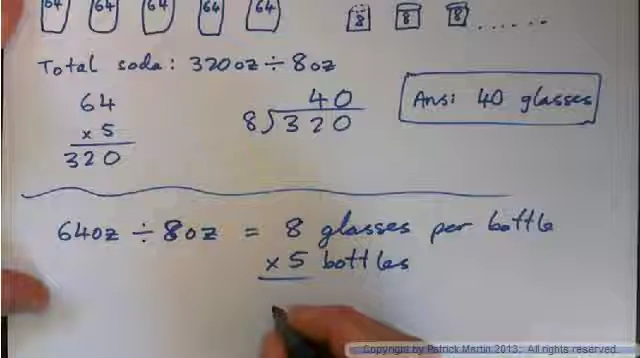 64 64 64 64 64 8 8 8 ......
Total soda: 320oz ÷ 8oz
64
x 5
320
40
8)320
Ans: 40 glasses
64oz ÷ 8oz = 8 glasses per bottle
x 5 bottles
Copyright by Patrick Martin 2013. All rights reserved.